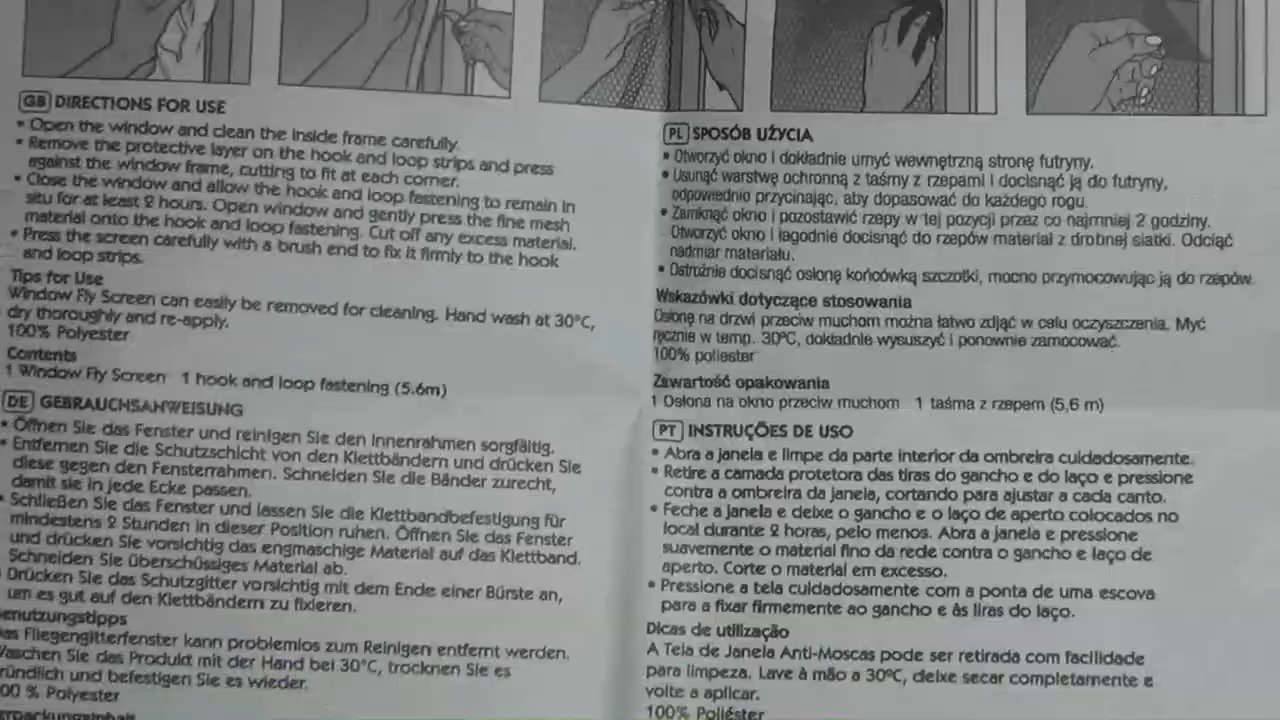 GB DIRECTIONS FOR USE
• Open the window and clean the inside frame carefully.
• Remove the protective layer on the hook and loop strips and press
against the window frame, cutting to fit at each corner.
• Close the window and allow the hook and loop fastening to remain in
situ for at least 2 hours. Open window and gently press the fine mesh
material onto the hook and loop fastening. Cut off any excess material.
• Press the screen carefully with a brush end to fix it firmly to the hook
and loop strips.
Tips for Use
Window Fly Screen can easily be removed for cleaning. Hand wash at 30°C,
dry thoroughly and re-apply.
100% Polyester
Contents
1 Window Fly Screen 1 hook and loop fastening (5.6m)
DE GEBRAUCHSANWEISUNG
• Öffnen Sie das Fenster und reinigen Sie den Innenrahmen sorgfältig.
• Entfernen Sie die Schutzschicht von den Klettbändern und drücken Sie
diese gegen den Fensterrahmen. Schneiden Sie die Bänder zurecht,
damit sie in jede Ecke passen.
• Schließen Sie das Fenster und lassen Sie die Klettbandbefestigung für
mindestens 2 Stunden in dieser Position ruhen. Öffnen Sie das Fenster
und drücken Sie vorsichtig das engmaschige Material auf das Klettband.
Schneiden Sie überschüssiges Material ab.
Drücken Sie das Schutzgitter vorsichtig mit dem Ende einer Bürste an,
um es gut auf den Klettbändern zu fixieren.
enutzungstipps
as Fliegengitterfenster kann problemlos zum Reinigen entfernt werden.
Waschen Sie das Produkt mit der Hand bei 30°C, trocknen Sie es
ründlich und befestigen Sie es wieder.
00 % Polyester
erpackungsinhalt
PL SPOSÓB UŻYCIA
• Otworzyć okno i dokładnie umyć wewnętrzną stronę futryny.
• Usunąć warstwę ochronną z taśmy z rzepami i docisnąć ją do futryny,
odpowiednio przycinając, aby dopasować do każdego rogu.
• Zamknąć okno i pozostawić rzepy w tej pozycji przez co najmniej 2 godziny.
Otworzyć okno i łagodnie docisnąć do rzepów materiał z drobnej siatki. Odciąć
nadmiar materiału.
• Ostrożnie docisnąć osłonę końcówką szczotki, mocno przymocowując ją do rzepów.
Wskazówki dotyczące stosowania
Osłonę na drzwi przeciw muchom można łatwo zdjąć w celu oczyszczenia. Myć
ręcznie w temp. 30ºC, dokładnie wysuszyć i ponownie zamocować.
100% poliester
Zawartość opakowania
1 Osłona na okno przeciw muchom 1 taśma z rzepem (5,6 m)
PT INSTRUÇÕES DE USO
• Abra a janela e limpe da parte interior da ombreira cuidadosamente.
• Retire a camada protetora das tiras do gancho e do laço e pressione
contra a ombreira da janela, cortando para ajustar a cada canto.
• Feche a janela e deixe o gancho e o laço de aperto colocados no
local durante 2 horas, pelo menos. Abra a janela e pressione
suavemente o material fino da rede contra o gancho e laço de
aperto. Corte o material em excesso.
• Pressione a tela cuidadosamente com a ponta de uma escova
para a fixar firmemente ao gancho e às liras do laço.
Dicas de utilização
A Tela de Janela Anti-Moscas pode ser retirada com facilidade
para limpeza. Lave à mão a 30ºC, deixe secar completamente e
volte a aplicar.
100% Poliéster